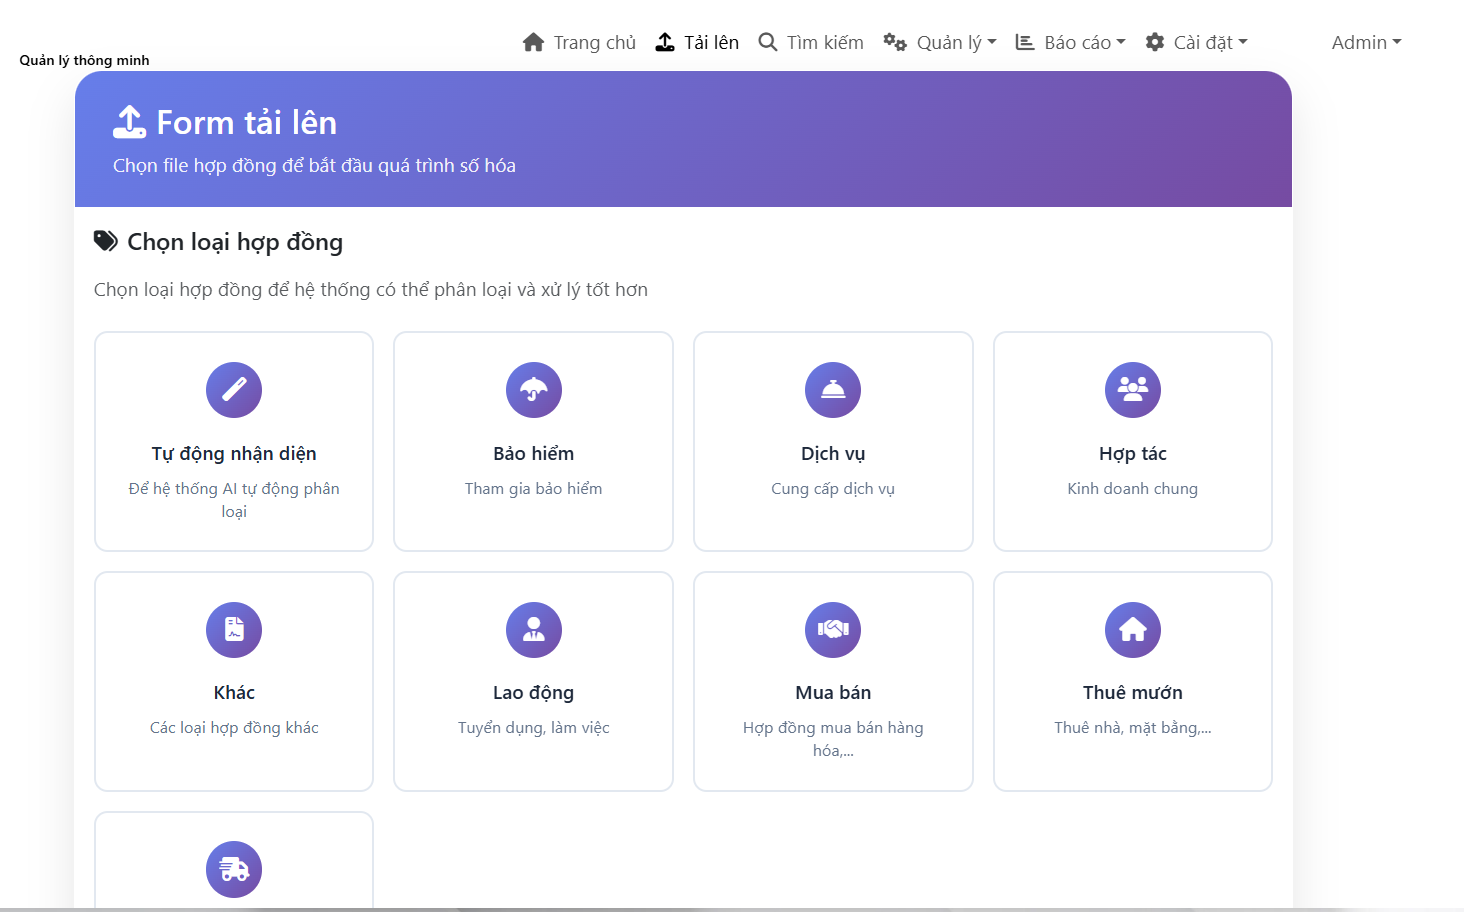 Trang chủ Tải lên Tìm kiếm Quản lý Báo cáo Cài đặt Admin
Quản lý thông minh
Form tải lên
Chọn file hợp đồng để bắt đầu quá trình số hóa
Chọn loại hợp đồng
Chọn loại hợp đồng để hệ thống có thể phân loại và xử lý tốt hơn
Tự động nhận diện
Để hệ thống AI tự động phân
loại
Bảo hiểm
Tham gia bảo hiểm
Dịch vụ
Cung cấp dịch vụ
Hợp tác
Kinh doanh chung
Khác
Các loại hợp đồng khác
Lao động
Tuyển dụng, làm việc
Mua bán
Hợp đồng mua bán hàng
hóa,...
Thuê mướn
Thuê nhà, mặt bằng,...